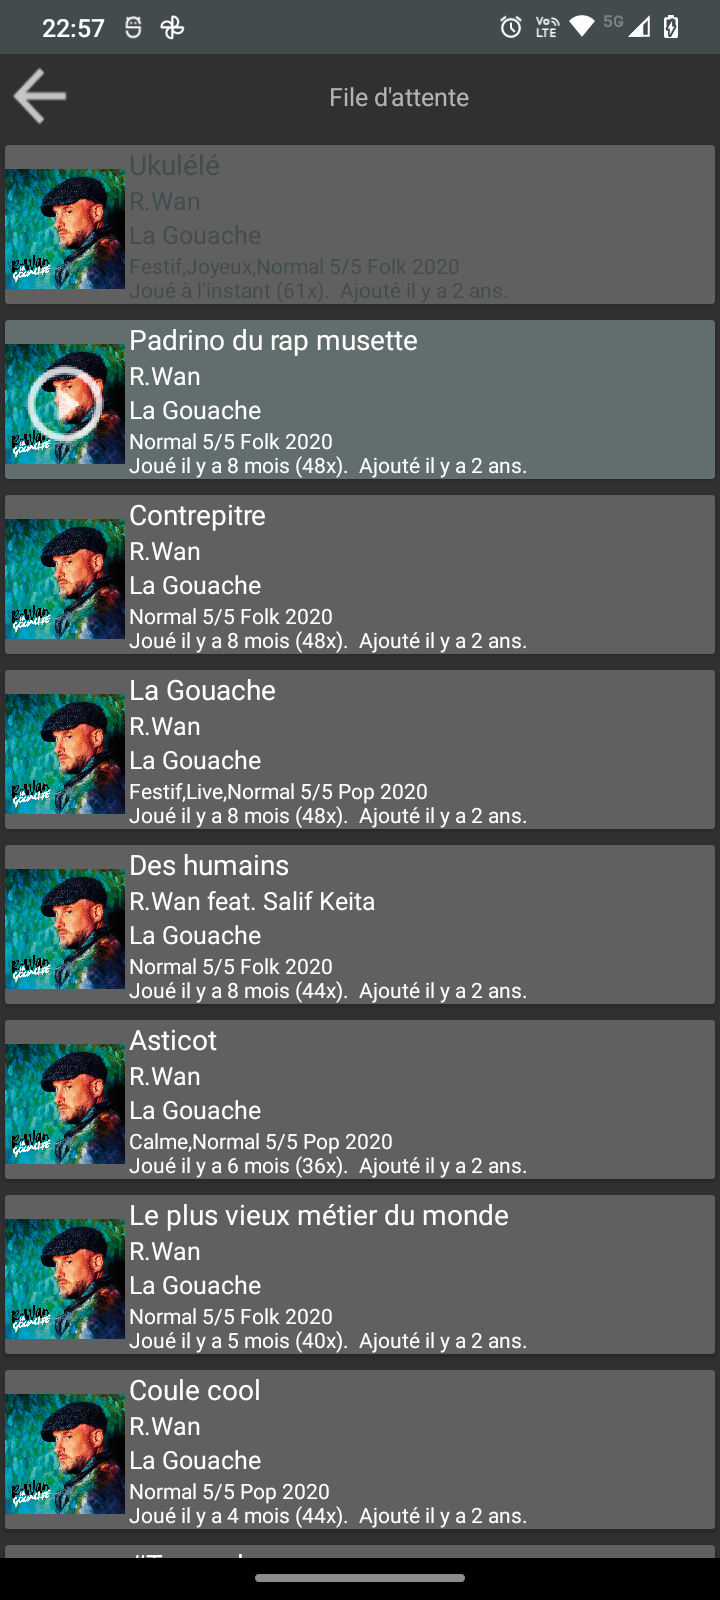 22:57
Vo))
LTE
5G
File d'attente
Ukulélé
R.Wan
La Gouache
Festif,Joyeux,Normal 5/5 Folk 2020
Joué à l'instant (61x).  Ajouté il y a 2 ans.
Padrino du rap musette
R.Wan
La Gouache
Normal 5/5 Folk 2020
Joué il y a 8 mois (48x).  Ajouté il y a 2 ans.
Contrepitre
R.Wan
La Gouache
Normal 5/5 Folk 2020
Joué il y a 8 mois (48x).  Ajouté il y a 2 ans.
La Gouache
R.Wan
La Gouache
Festif,Live,Normal 5/5 Pop 2020
Joué il y a 8 mois (48x).  Ajouté il y a 2 ans.
Des humains
R.Wan feat. Salif Keita
La Gouache
Normal 5/5 Folk 2020
Joué il y a 8 mois (44x).  Ajouté il y a 2 ans.
Asticot
R.Wan
La Gouache
Calme,Normal 5/5 Pop 2020
Joué il y a 6 mois (36x).  Ajouté il y a 2 ans.
Le plus vieux métier du monde
R.Wan
La Gouache
Normal 5/5 Folk 2020
Joué il y a 5 mois (40x).  Ajouté il y a 2 ans.
Coule cool
R.Wan
La Gouache
Normal 5/5 Pop 2020
Joué il y a 4 mois (44x).  Ajouté il y a 2 ans.